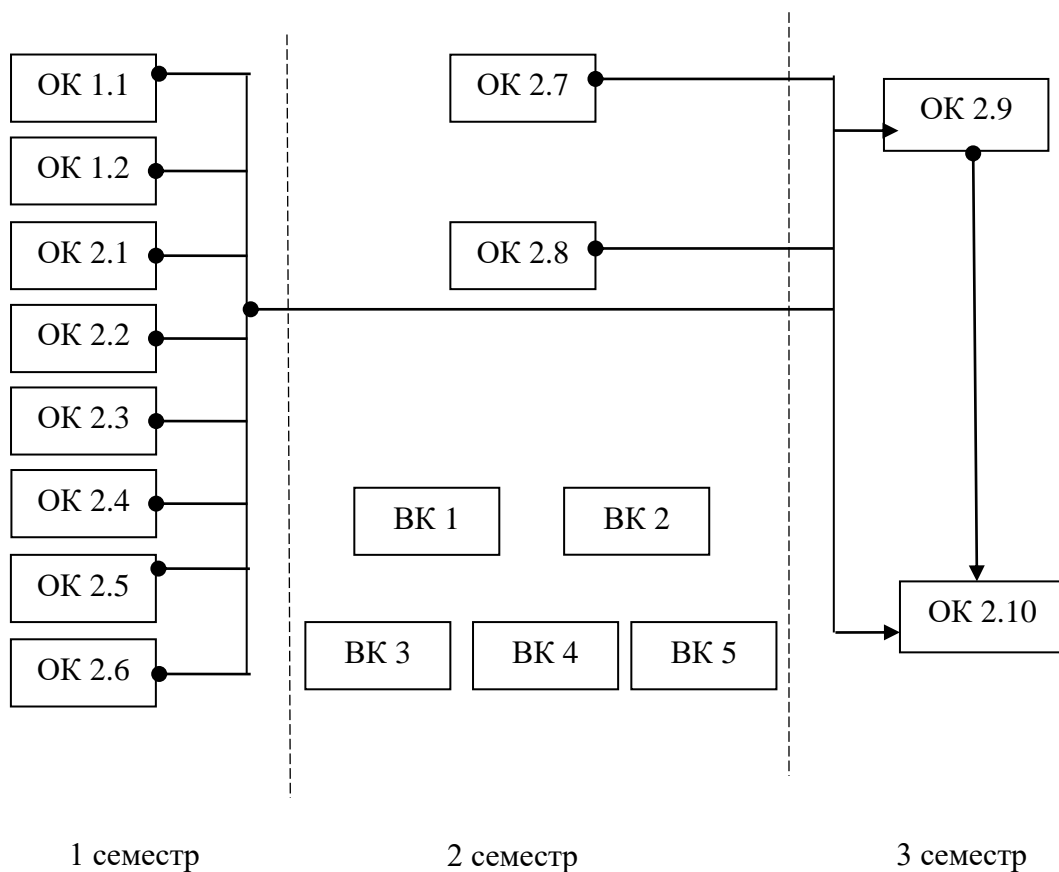 ОК 1.1
ОК 1.2
ОК 2.1
ОК 2.2
ОК 2.3
ОК 2.4
ОК 2.5
ОК 2.6
ОК 2.7
ОК 2.8
ВК 1
ВК 2
ВК 3
ВК 4
ВК 5
ОК 2.9
ОК 2.10
1 семестр
2 семестр
3 семестр